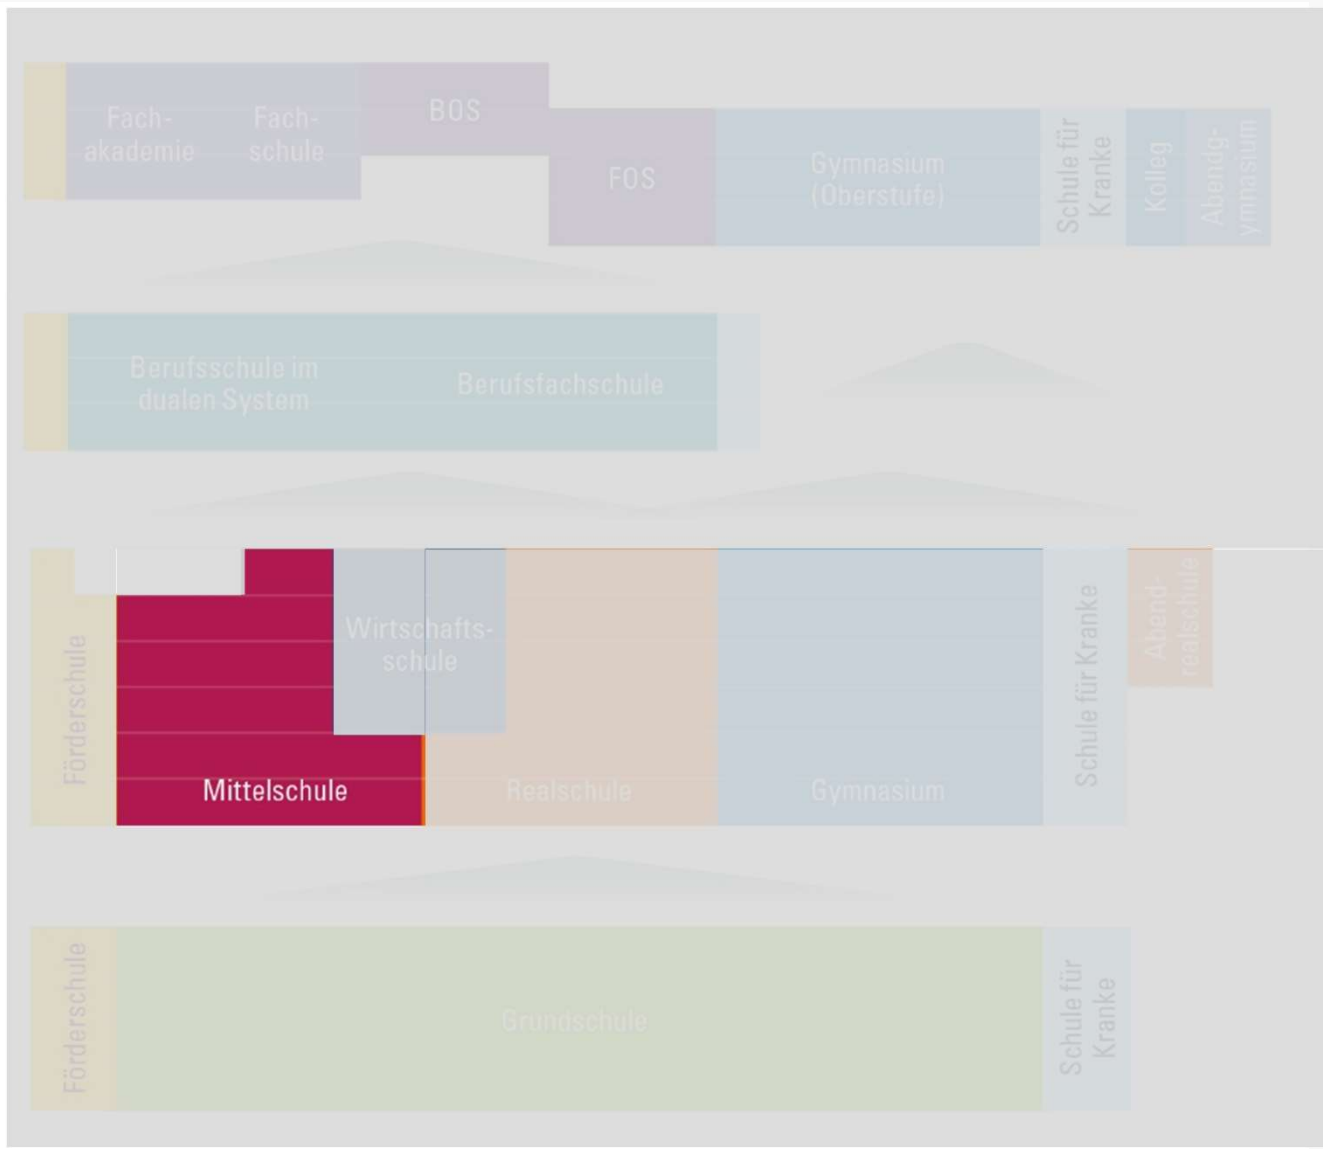 Fach-
akademie
Fach-
schule
BOS
FOS
Gymnasium
(Oberstufe)
Schule für
Kranke
Kolleg
Abendg-
ymnasium
Berufsschule im
dualen System
Berufsfachschule
Förderschule
Mittelschule
Wirtschafts-
schule
Realschule
Gymnasium
Schule für Kranke
Abend-
realschule
Förderschule
Grundschule
Schule für
Kranke